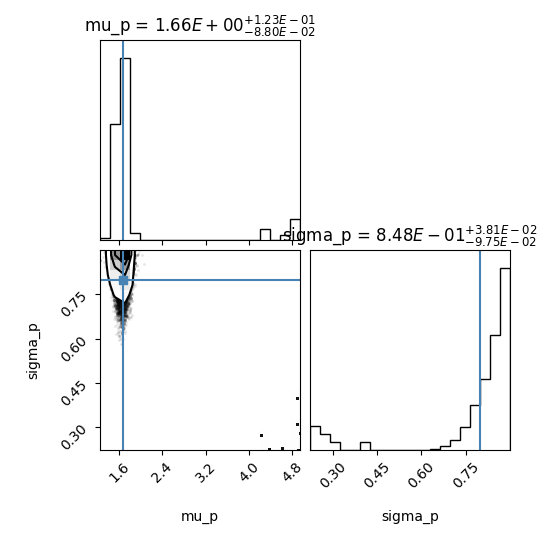 mu_p = 1.66E + 00+1.23E−01 −8.80E−02
sigma_p = 8.48E − 01+3.81E−02 −9.75E−02
0.75
0.60
0.45
0.30
sigma_p
1.6 2.4 3.2 4.0 4.8
0.30 0.45 0.60 0.75
mu_p
sigma_p